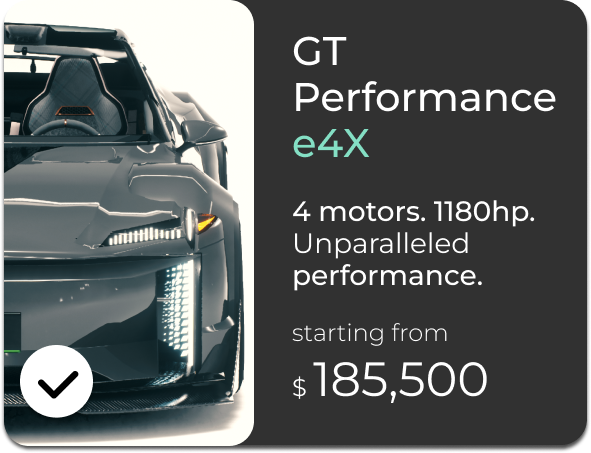 GT
Performance
e4X
4 motors. 1180hp.
Unparalleled
performance.
starting from
$ 185,500